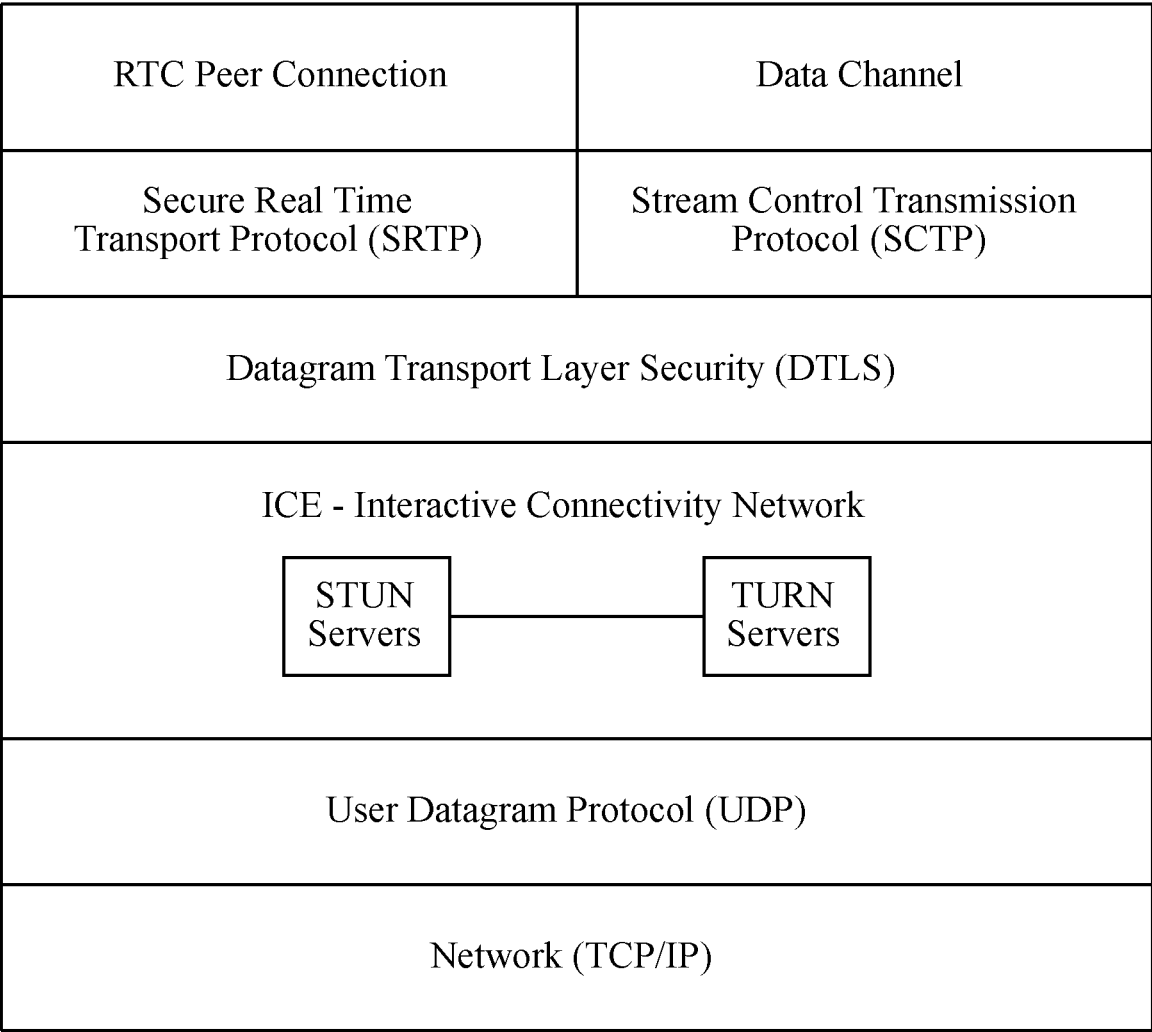 RTC Peer Connection
Data Channel
Secure Real Time
Transport Protocol (SRTP)
Stream Control Transmission
Protocol (SCTP)
Datagram Transport Layer Security (DTLS)
ICE - Interactive Connectivity Network
STUN
Servers
TURN
Servers
User Datagram Protocol (UDP)
Network (TCP/IP)